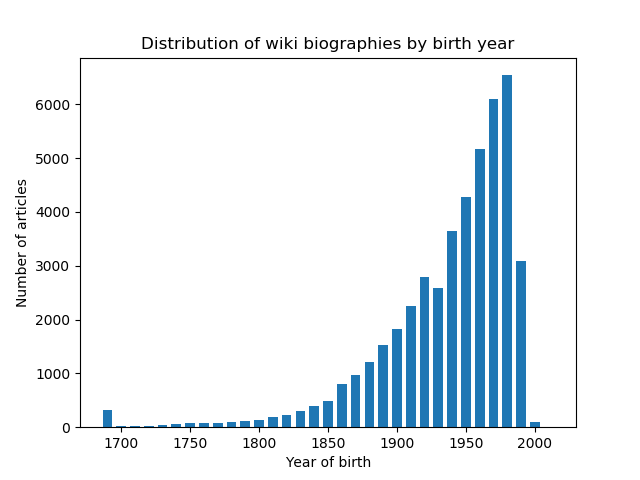 Distribution of wiki biographies by birth year
Number of articles
6000
5000
4000
3000
2000
1000
0
1700 1750 1800 1850 1900 1950 2000
Year of birth